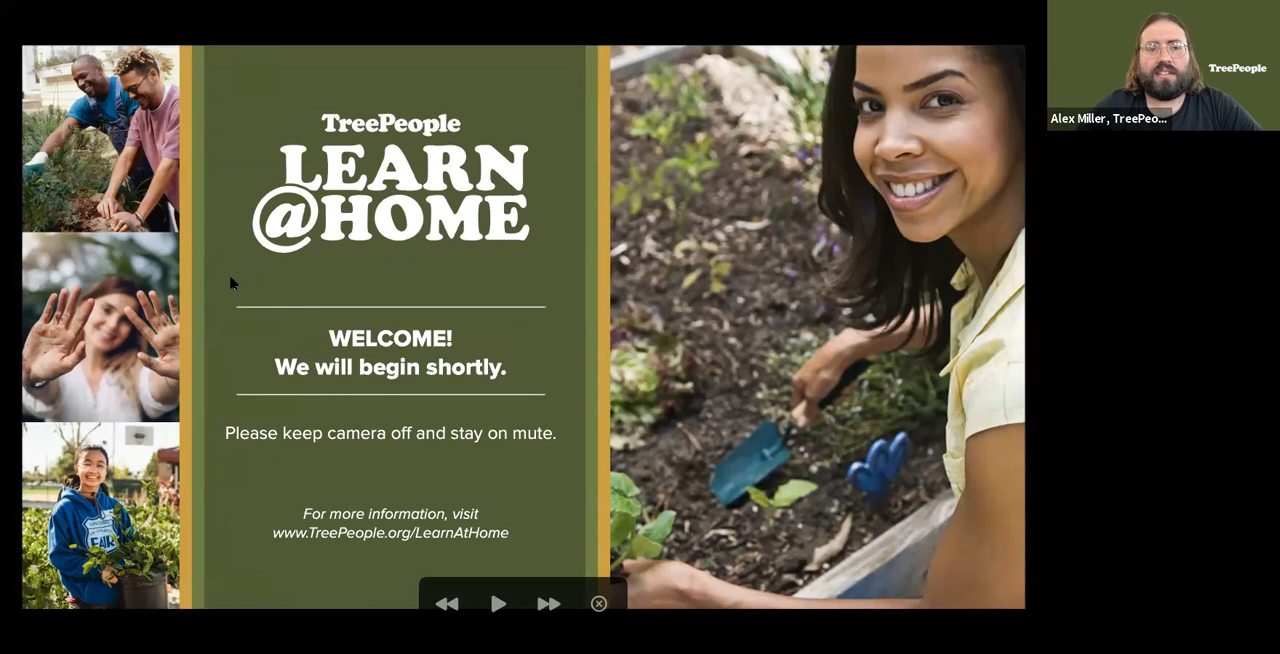 TreePeople
LEARN
@HOME
WELCOME!
We will begin shortly.
Please keep camera off and stay on mute.
For more information, visit
www.TreePeople.org/LearnAtHome
TreePeople
Alex Miller, TreePeo...